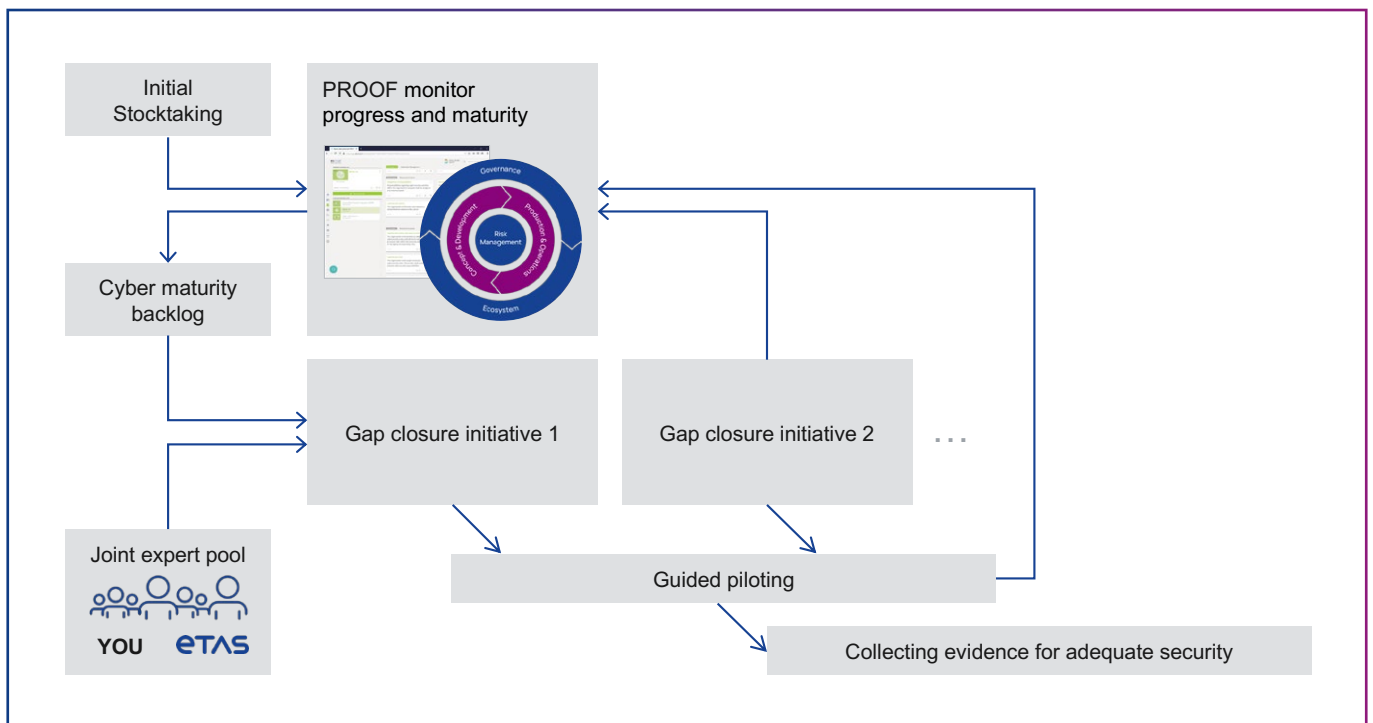 Initial
Stocktaking
PROOF monitor
progress and maturity
Governance
Concept & Development
Risk
Management
Production & Operations
Ecosystem
Cyber maturity
backlog
Gap closure initiative 1
Gap closure initiative 2
...
Joint expert pool
YOU
eTAS
Guided piloting
Collecting evidence for adequate security